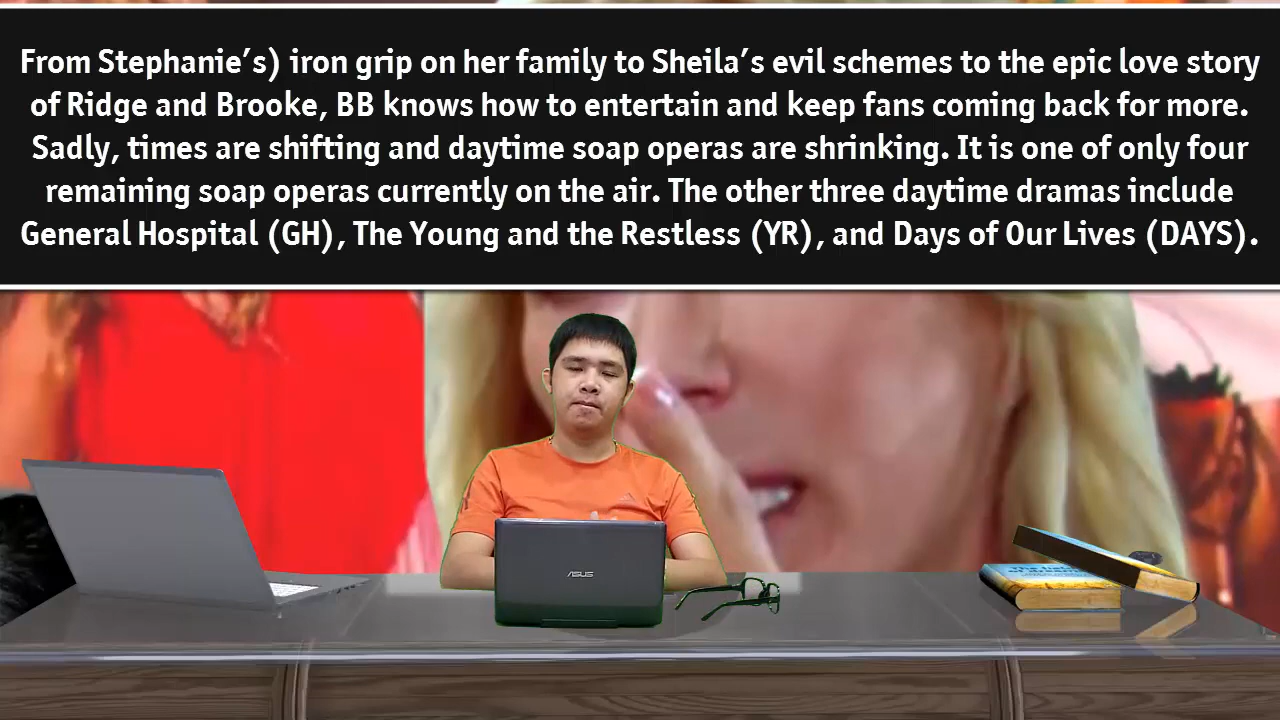 From Stephanie’s) iron grip on her family to Sheila’s evil schemes to the epic love story
of Ridge and Brooke, BB knows how to entertain and keep fans coming back for more.
Sadly, times are shifting and daytime soap operas are shrinking. It is one of only four
remaining soap operas currently on the air. The other three daytime dramas include
General Hospital (GH), The Young and the Restless (YR), and Days of Our Lives (DAYS).
ASUS